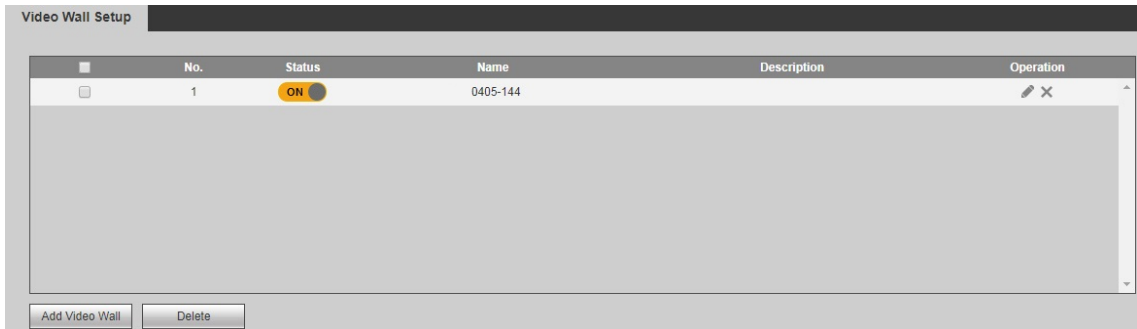 Video Wall Setup
No. Status Name Description Operation
1 ON 0405-144
Add Video Wall Delete